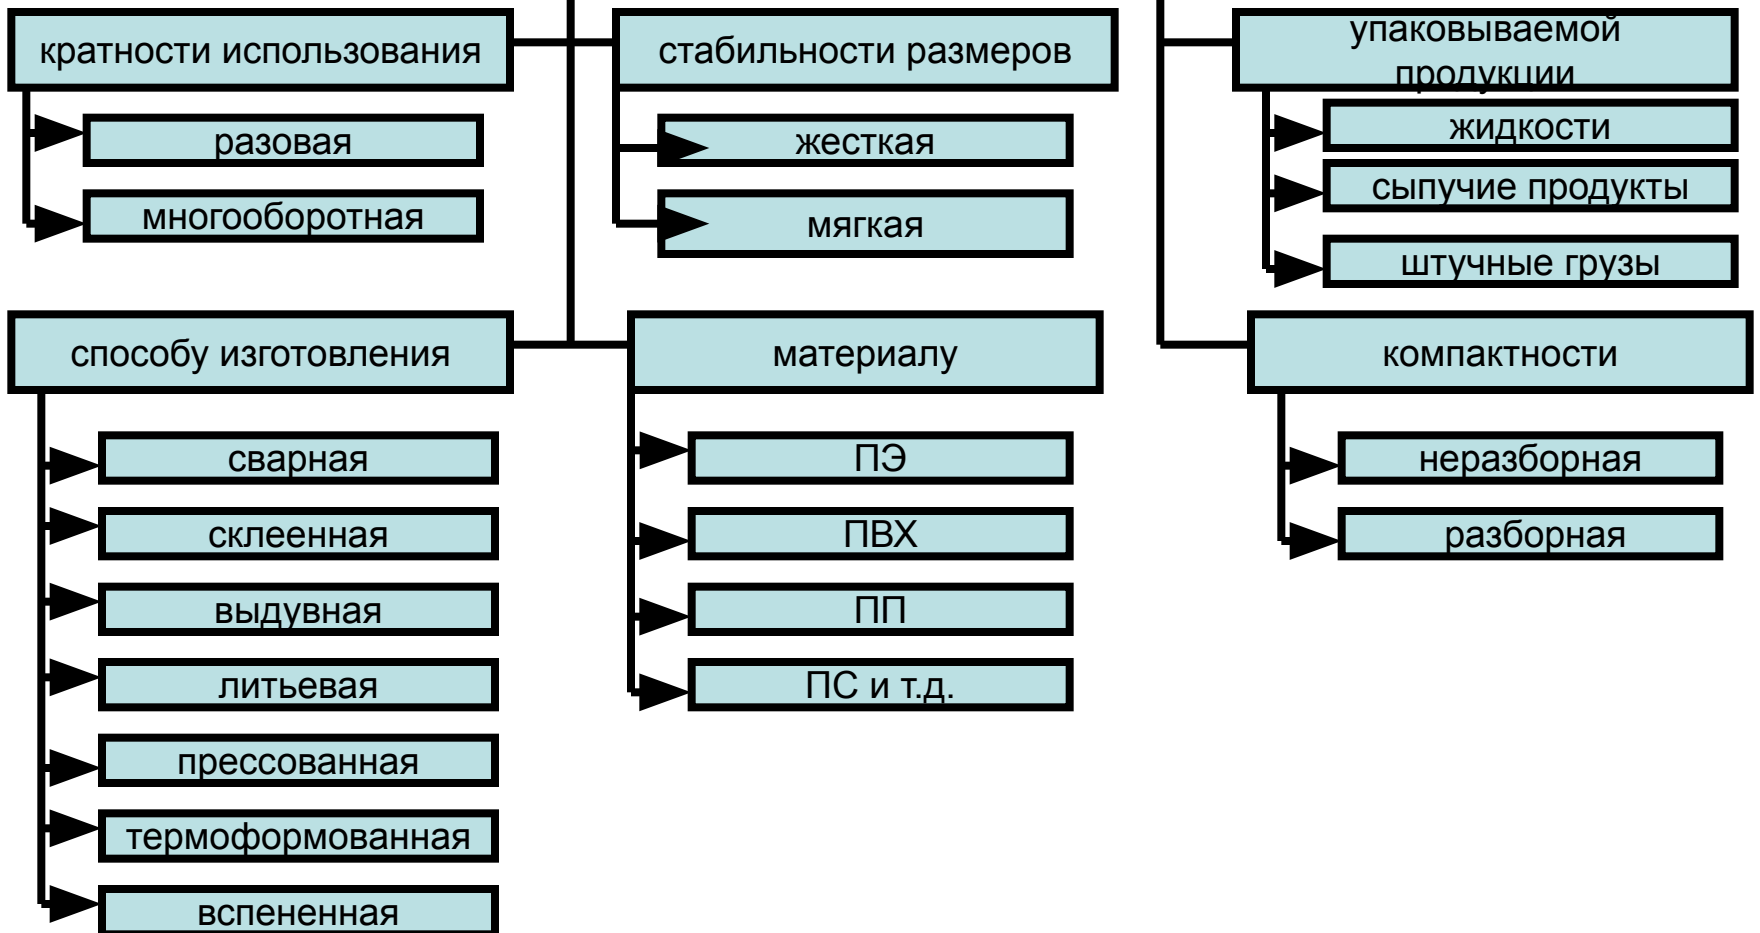 кратности использования
разовая
многооборотная
стабильности размеров
жесткая
мягкая
упаковываемой
продукции
жидкости
сыпучие продукты
штучные грузы
способу изготовления
сварная
склеенная
выдувная
литьевая
прессованная
термоформованная
вспененная
материалу
ПЭ
ПВХ
ПП
ПС и т.д.
компактности
неразборная
разборная